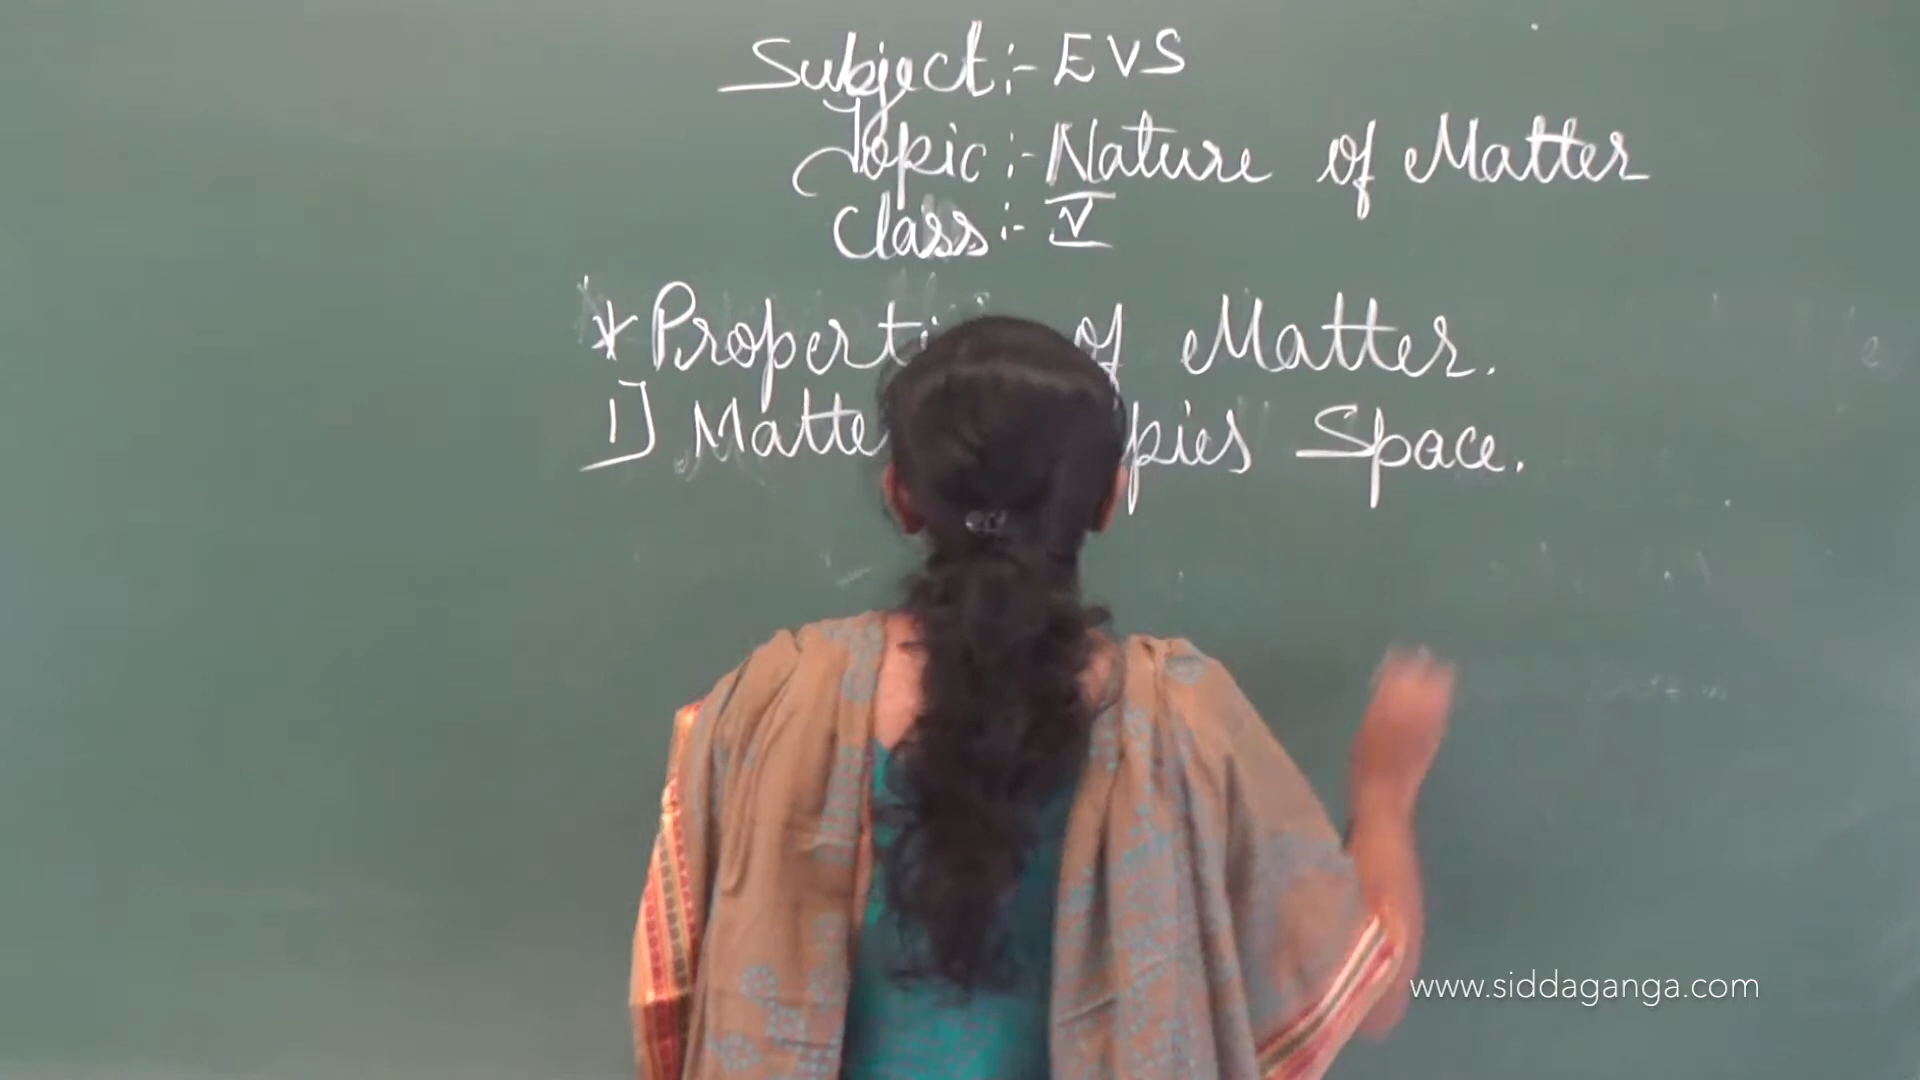 Subject:- EVS
Topic:- Nature of Matter
Class:- V
* Properti of Matter.
1] Matte pies Space.
www.siddaganga.com